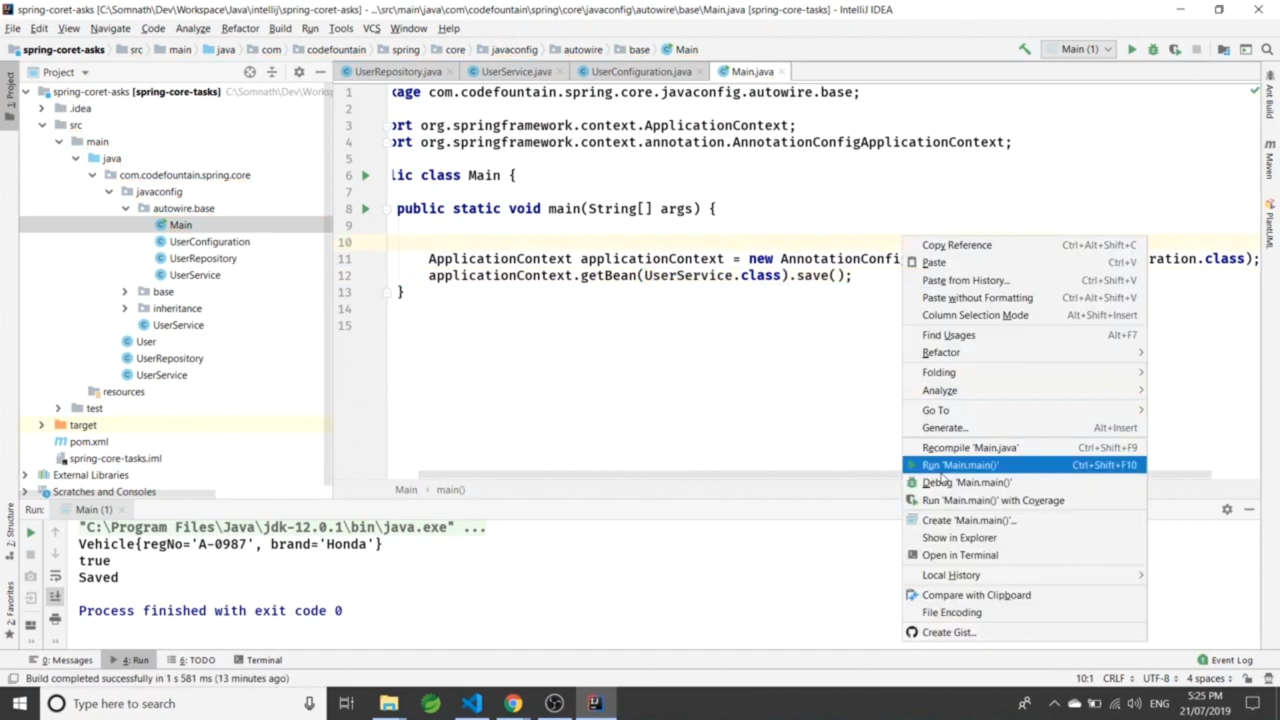 spring-coret-asks [C:\Somnath\Dev\Workspace\Java\intellij\spring-coret-asks] - ...\src\main\java\com\codefountain\spring\core\javaconfig\autowire\base\Main.java [spring-core-tasks] - IntelliJ IDEA
File Edit View Navigate Code Analyze Refactor Build Run Tools VCS Window Help
spring-coret-asks src main java com codefountain spring core javaconfig autowire base Main Main (1)
Project UserRepository.java UserService.java UserConfiguration.java Main.java
1: Project
Ant Build
Maven
PlantUML
spring-coret-asks [spring-core-tasks] C:\Somnath\Dev\Works
.idea
src
main
java
com.codefountain.spring.core
javaconfig
autowire.base
Main
UserConfiguration
UserRepository
UserService
base
inheritance
UserService
User
UserRepository
UserService
resources
test
target
pom.xml
spring-core-tasks.iml
External Libraries
Scratches and Consoles
1 kage com.codefountain.spring.core.javaconfig.autowire.base;
2
3 ort org.springframework.context.ApplicationContext;
4 ort org.springframework.context.annotation.AnnotationConfigApplicationContext;
5
6 lic class Main {
7
8 public static void main(String[] args) {
9
10
11 ApplicationContext applicationContext = new AnnotationConfi ration.class);
12 applicationContext.getBean(UserService.class).save();
13 }
14
15
Main › main()
Copy Reference Ctrl+Alt+Shift+C
Paste Ctrl+V
Paste from History... Ctrl+Shift+V
Paste without Formatting Ctrl+Alt+Shift+V
Column Selection Mode Alt+Shift+Insert
Find Usages Alt+F7
Refactor
Folding
Analyze
Go To
Generate... Alt+Insert
Recompile 'Main.java' Ctrl+Shift+F9
Run 'Main.main()' Ctrl+Shift+F10
Debug 'Main.main()'
Run 'Main.main()' with Coverage
Create 'Main.main()'...
Show in Explorer
Open in Terminal
Local History
Compare with Clipboard
File Encoding
Create Gist...
Run: Main (1)
"C:\Program Files\Java\jdk-12.0.1\bin\java.exe" ...
Vehicle{regNo='A-0987', brand='Honda'}
true
Saved
Process finished with exit code 0
Z: Structure
2: Favorites
0: Messages 4: Run 6: TODO Terminal Event Log
Build completed successfully in 1 s 581 ms (13 minutes ago) 10:1 CRLF UTF-8 4 spaces
Type here to search ENG 5:25 PM
21/07/2019